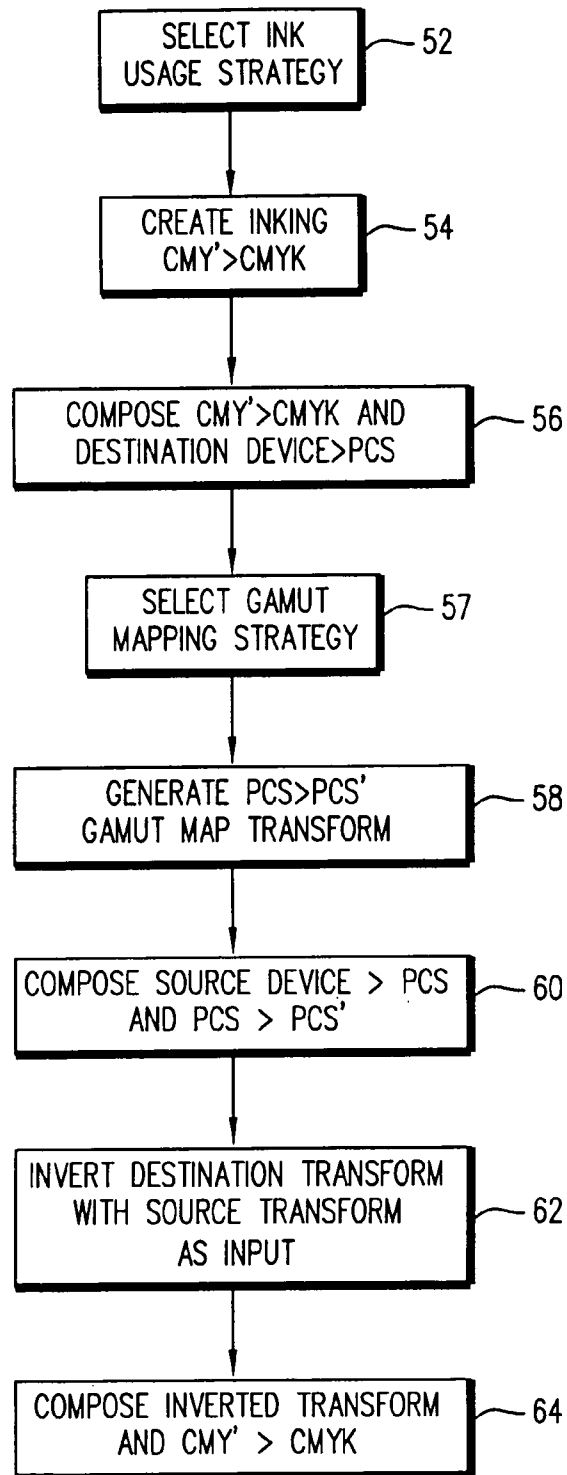 SELECT INK
USAGE STRATEGY
52
CREATE INKING
CMY'>CMYK
54
COMPOSE CMY'>CMYK AND
DESTINATION DEVICE>PCS
56
SELECT GAMUT
MAPPING STRATEGY
57
GENERATE PCS>PCS'
GAMUT MAP TRANSFORM
58
COMPOSE SOURCE DEVICE > PCS
AND PCS > PCS'
60
INVERT DESTINATION TRANSFORM
WITH SOURCE TRANSFORM
AS INPUT
62
COMPOSE INVERTED TRANSFORM
AND CMY' > CMYK
64